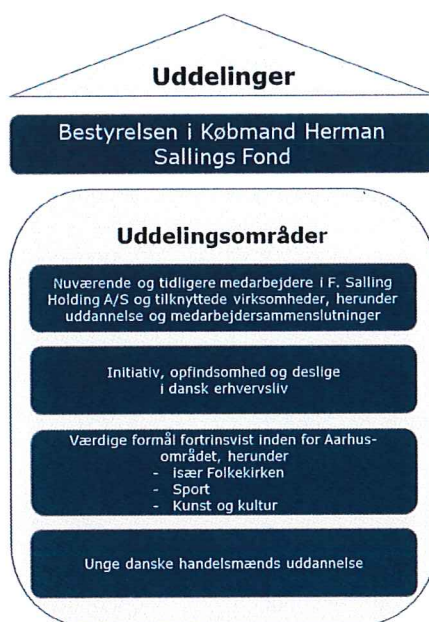 Uddelinger
Bestyrelsen i Købmand Herman
Sallings Fond
Uddelingsområder
Nuværende og tidligere medarbejdere i F. Salling
Holding A/S og tilknyttede virksomheder, herunder
uddannelse og medarbejdersammenslutninger
Initiativ, opfindsomhed og deslige
i dansk erhvervsliv
Værdige formål fortrinsvist inden for Aarhus-
området, herunder
- især Folkekirken
- Sport
- Kunst og kultur
Unge danske handelsmænds uddannelse